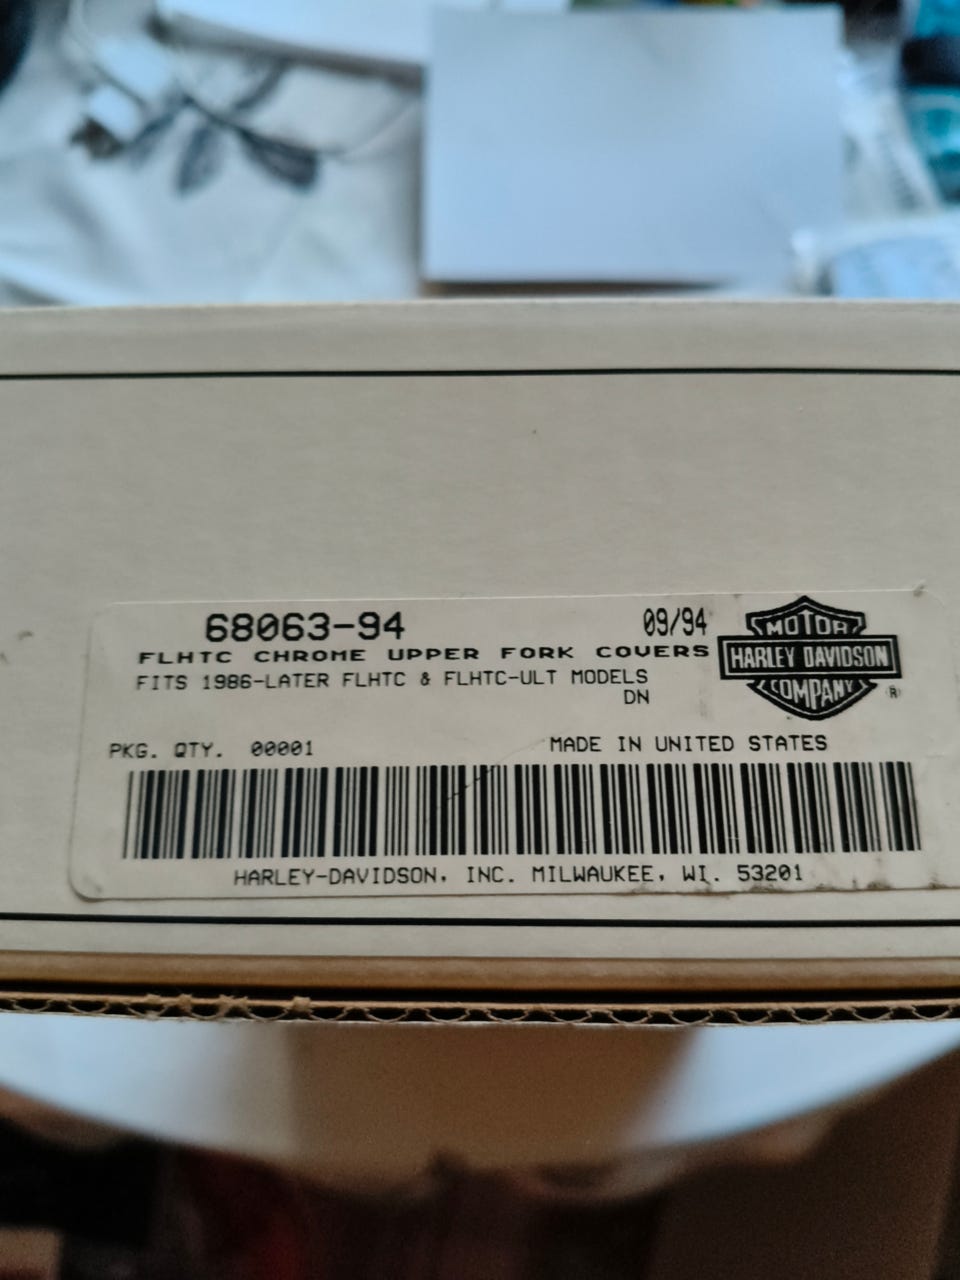 68063-94
09/94
FLHTC CHROME UPPER FORK COVERS
FITS 1986-LATER FLHTC & FLHTC-ULT MODELS
DN
MOTOR
HARLEY DAVIDSON
COMPANY
®
PKG. QTY. 00001
MADE IN UNITED STATES
HARLEY-DAVIDSON, INC. MILWAUKEE, WI. 53201